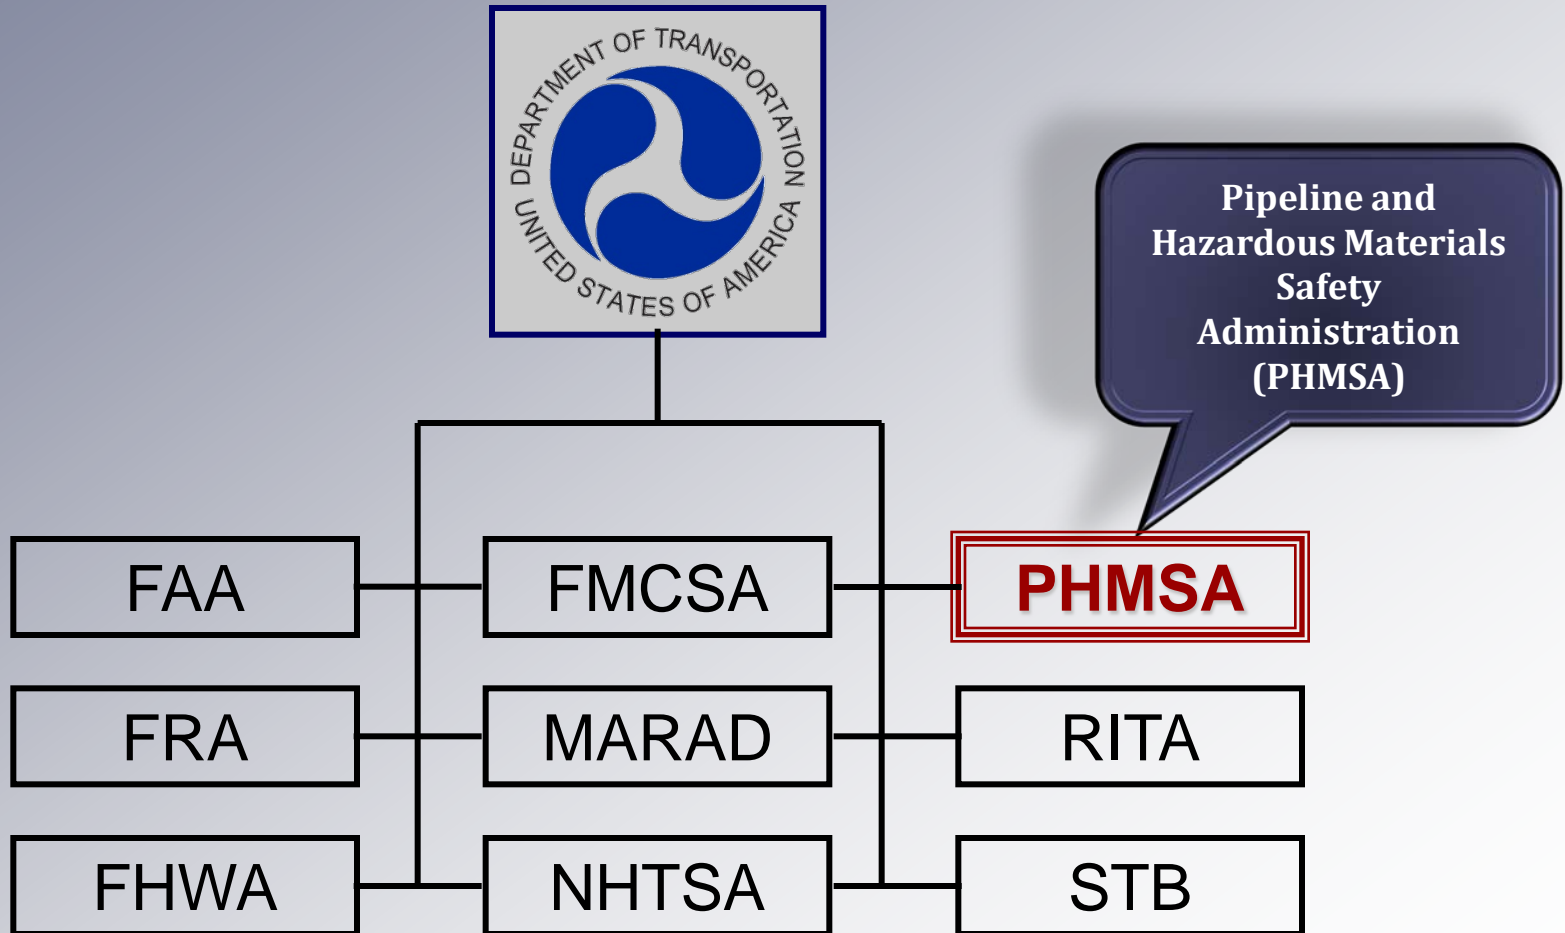 DEPARTMENT OF TRANSPORTATION
UNITED STATES OF AMERICA
Pipeline and
Hazardous Materials
Safety
Administration
(PHMSA)
FAA
FMCSA
PHMSA
FRA
MARAD
RITA
FHWA
NHTSA
STB